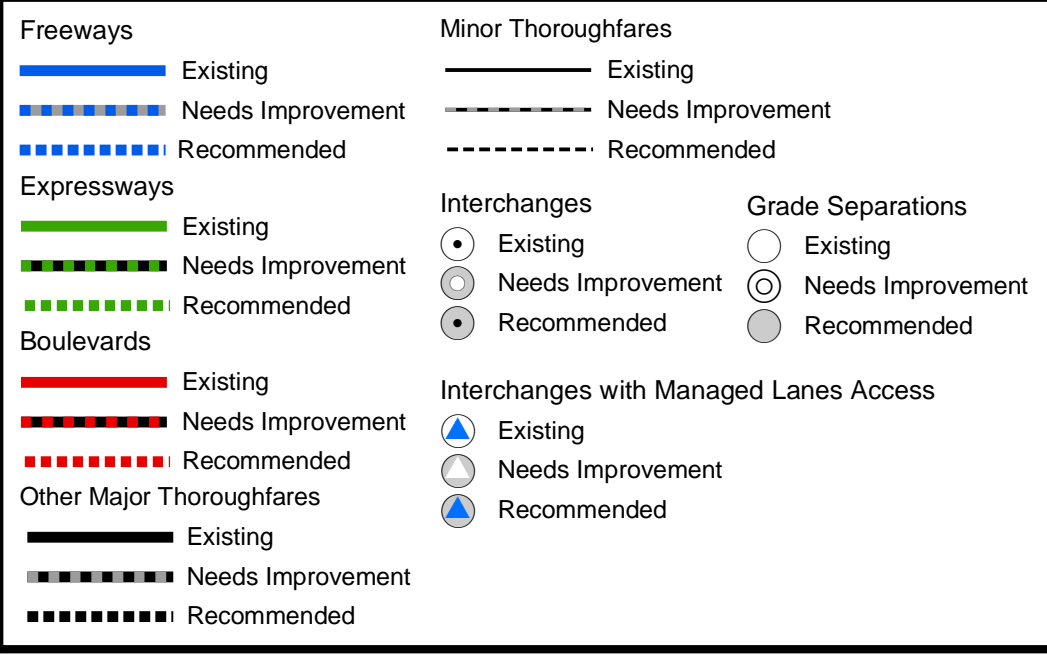 Freeways
Existing
Needs Improvement
Recommended
Expressways
Existing
Needs Improvement
Recommended
Boulevards
Existing
Needs Improvement
Recommended
Other Major Thoroughfares
Existing
Needs Improvement
Recommended
Minor Thoroughfares
Existing
Needs Improvement
Recommended
Interchanges
Existing
Needs Improvement
Recommended
Grade Separations
Existing
Needs Improvement
Recommended
Interchanges with Managed Lanes Access
Existing
Needs Improvement
Recommended